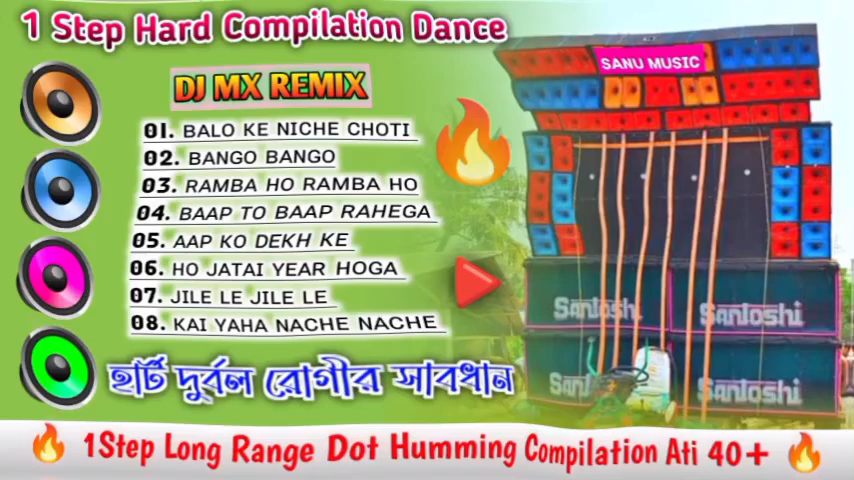 1 Step Hard Compilation Dance
SANU MUSIC
DJ MX REMIX
01. BALO KE NICHE CHOTI
02. BANGO BANGO
03. RAMBA HO RAMBA HO
04. BAAP TO BAAP RAHEGA
05. AAP KO DEKH KE
06. HO JATAI YEAR HOGA
07. JILE LE JILE LE
08. KAI YAHA NACHE NACHE
Santoshi
Santoshi
Santoshi
হার্ট দুর্বল রোগীর সাবধান
1Step Long Range Dot Humming Compilation Ati 40+